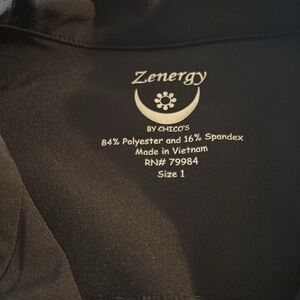 Zenergy
BY CHICO'S
84% Polyester and 16% Spandex
Made in Vietnam
RN# 79984
Size 1